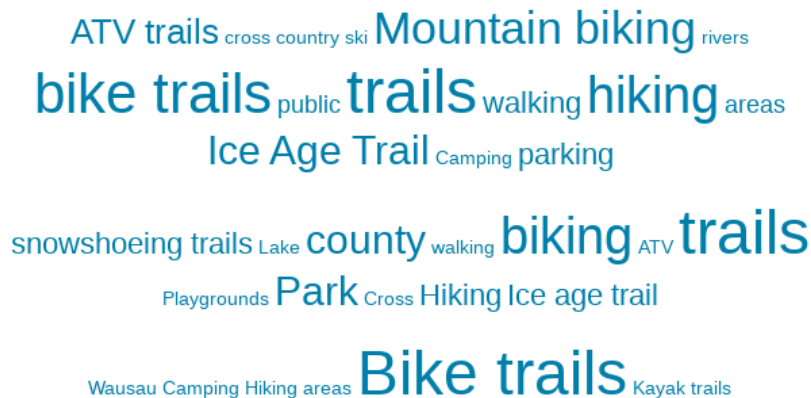 ATV trails cross country ski Mountain biking rivers
bike trails public trails walking hiking areas
Ice Age Trail Camping parking
snowshoeing trails Lake county walking biking ATV trails
Playgrounds Park Cross Hiking Ice age trail
Wausau Camping Hiking areas Bike trails Kayak trails